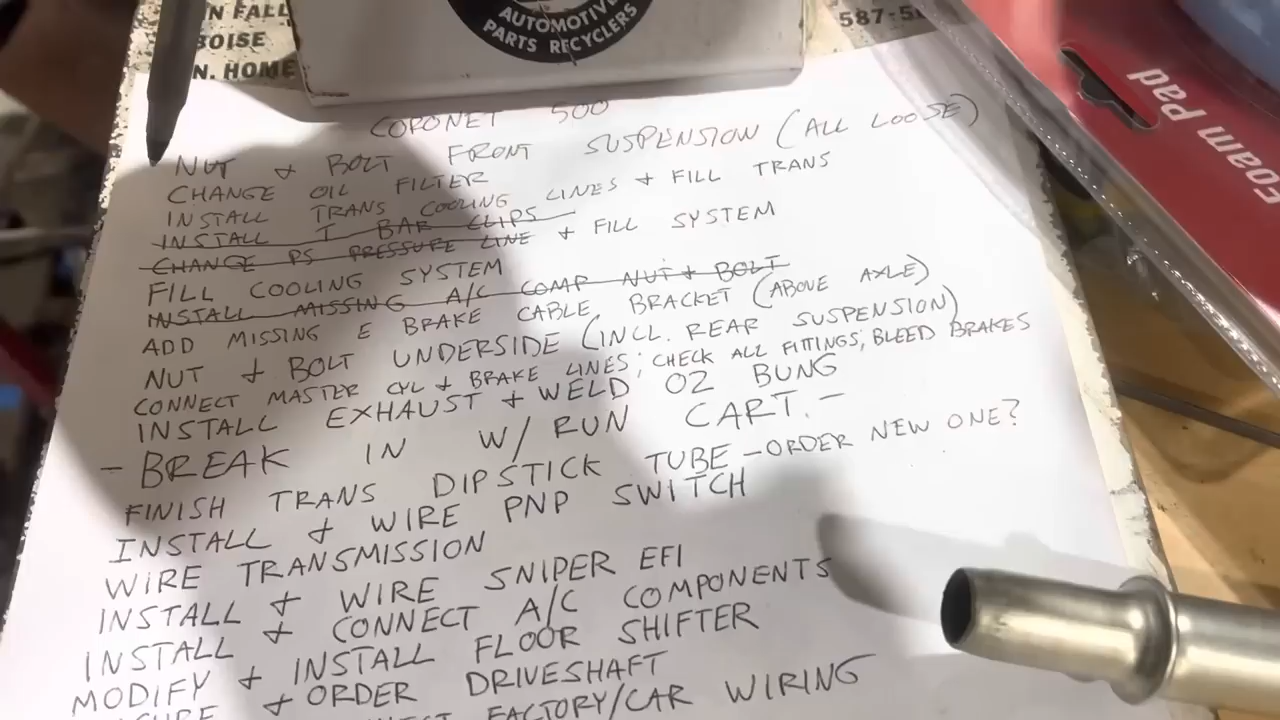 N FALL
BOISE
N. HOME
AUTOMOTIVE
PARTS RECYCLERS
587-5
Foam Pad
CORONET 500
NUT & BOLT FRONT SUSPENSION (ALL LOOSE)
CHANGE OIL FILTER
INSTALL TRANS COOLING LINES & FILL TRANS
INSTALL T BAR CLIPS
CHANGE PS PRESSURE LINE & FILL SYSTEM
FILL COOLING SYSTEM
INSTALL MISSING A/C COMP NUT & BOLT
ADD MISSING E BRAKE CABLE BRACKET (ABOVE AXLE)
NUT & BOLT UNDERSIDE (INCL. REAR SUSPENSION)
CONNECT MASTER CYL & BRAKE LINES; CHECK ALL FITTINGS; BLEED BRAKES
INSTALL EXHAUST & WELD O2 BUNG
- BREAK IN W/ RUN CART. -
FINISH TRANS DIPSTICK TUBE - ORDER NEW ONE?
INSTALL & WIRE PNP SWITCH
WIRE TRANSMISSION
INSTALL & WIRE SNIPER EFI
INSTALL & CONNECT A/C COMPONENTS
MODIFY & INSTALL FLOOR SHIFTER
& ORDER DRIVESHAFT
FACTORY/CAR WIRING